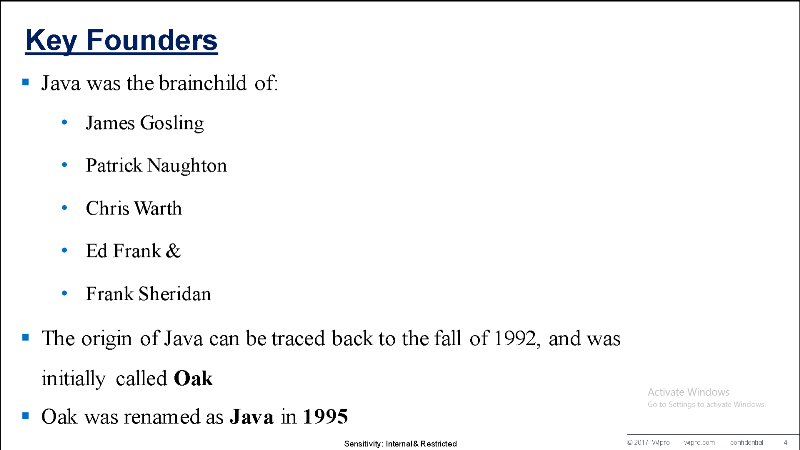 Key Founders
▪ Java was the brainchild of:
• James Gosling
• Patrick Naughton
• Chris Warth
• Ed Frank &
• Frank Sheridan
▪ The origin of Java can be traced back to the fall of 1992, and was
initially called Oak
▪ Oak was renamed as Java in 1995
Activate Windows
Go to Settings to activate Windows.
Sensitivity: Internal & Restricted
© 2017 Wipro wipro.com confidential 4